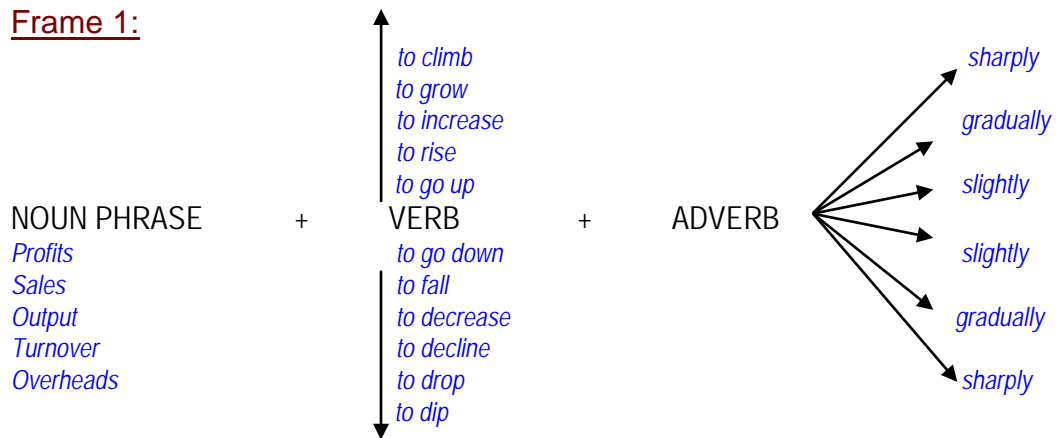 Frame 1:
to climb sharply
to grow
to increase gradually
to rise
to go up slightly
NOUN PHRASE + VERB + ADVERB
Profits to go down slightly
Sales to fall
Output to decrease gradually
Turnover to decline
Overheads to drop sharply
to dip